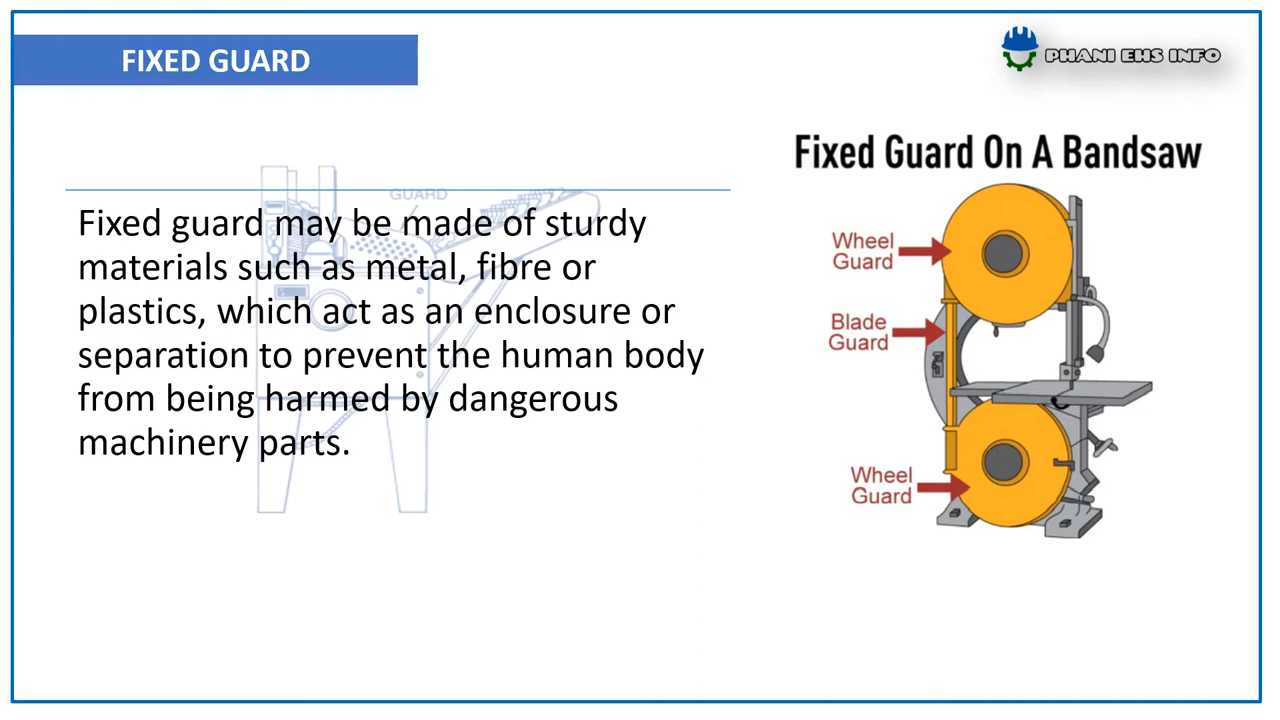 FIXED GUARD
PHANI EHS INFO
GUARD
Fixed guard may be made of sturdy
materials such as metal, fibre or
plastics, which act as an enclosure or
separation to prevent the human body
from being harmed by dangerous
machinery parts.
Fixed Guard On A Bandsaw
Wheel
Guard
Blade
Guard
Wheel
Guard